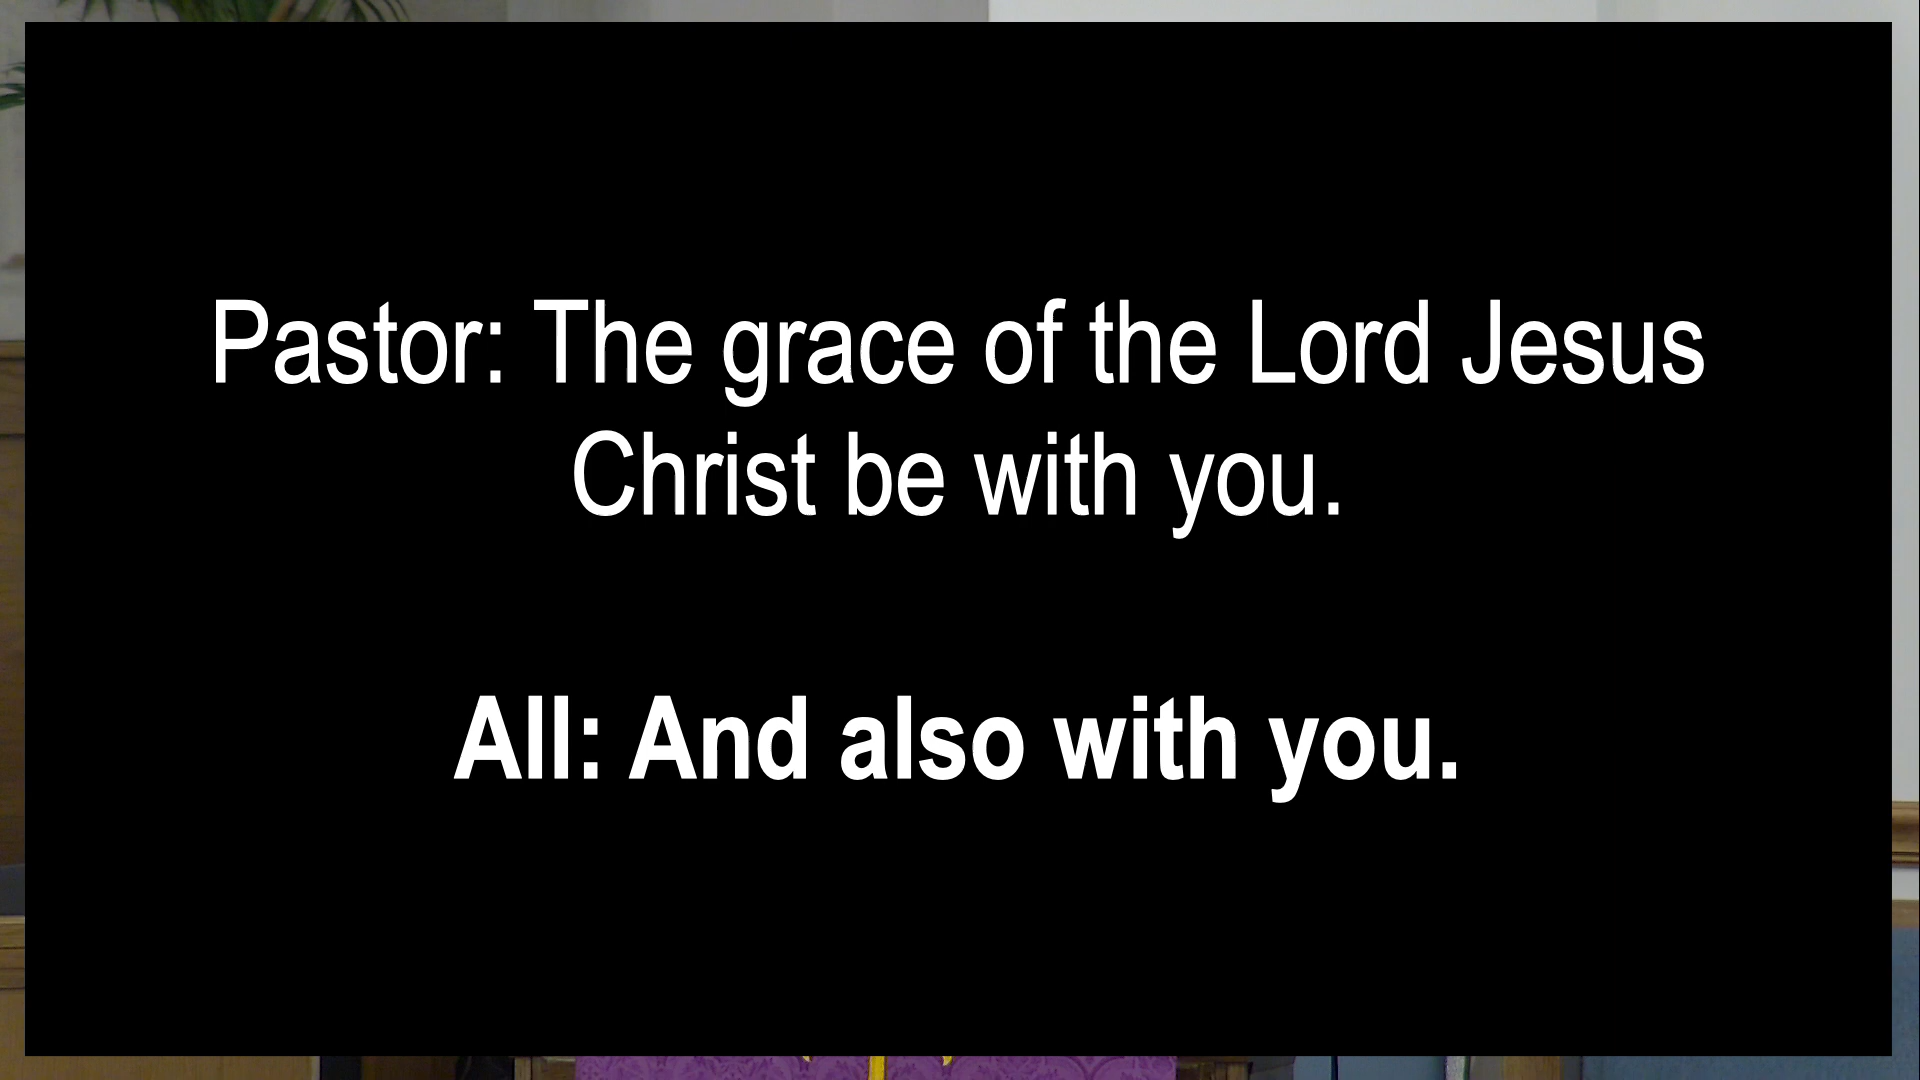 Pastor: The grace of the Lord Jesus
Christ be with you.
All: And also with you.